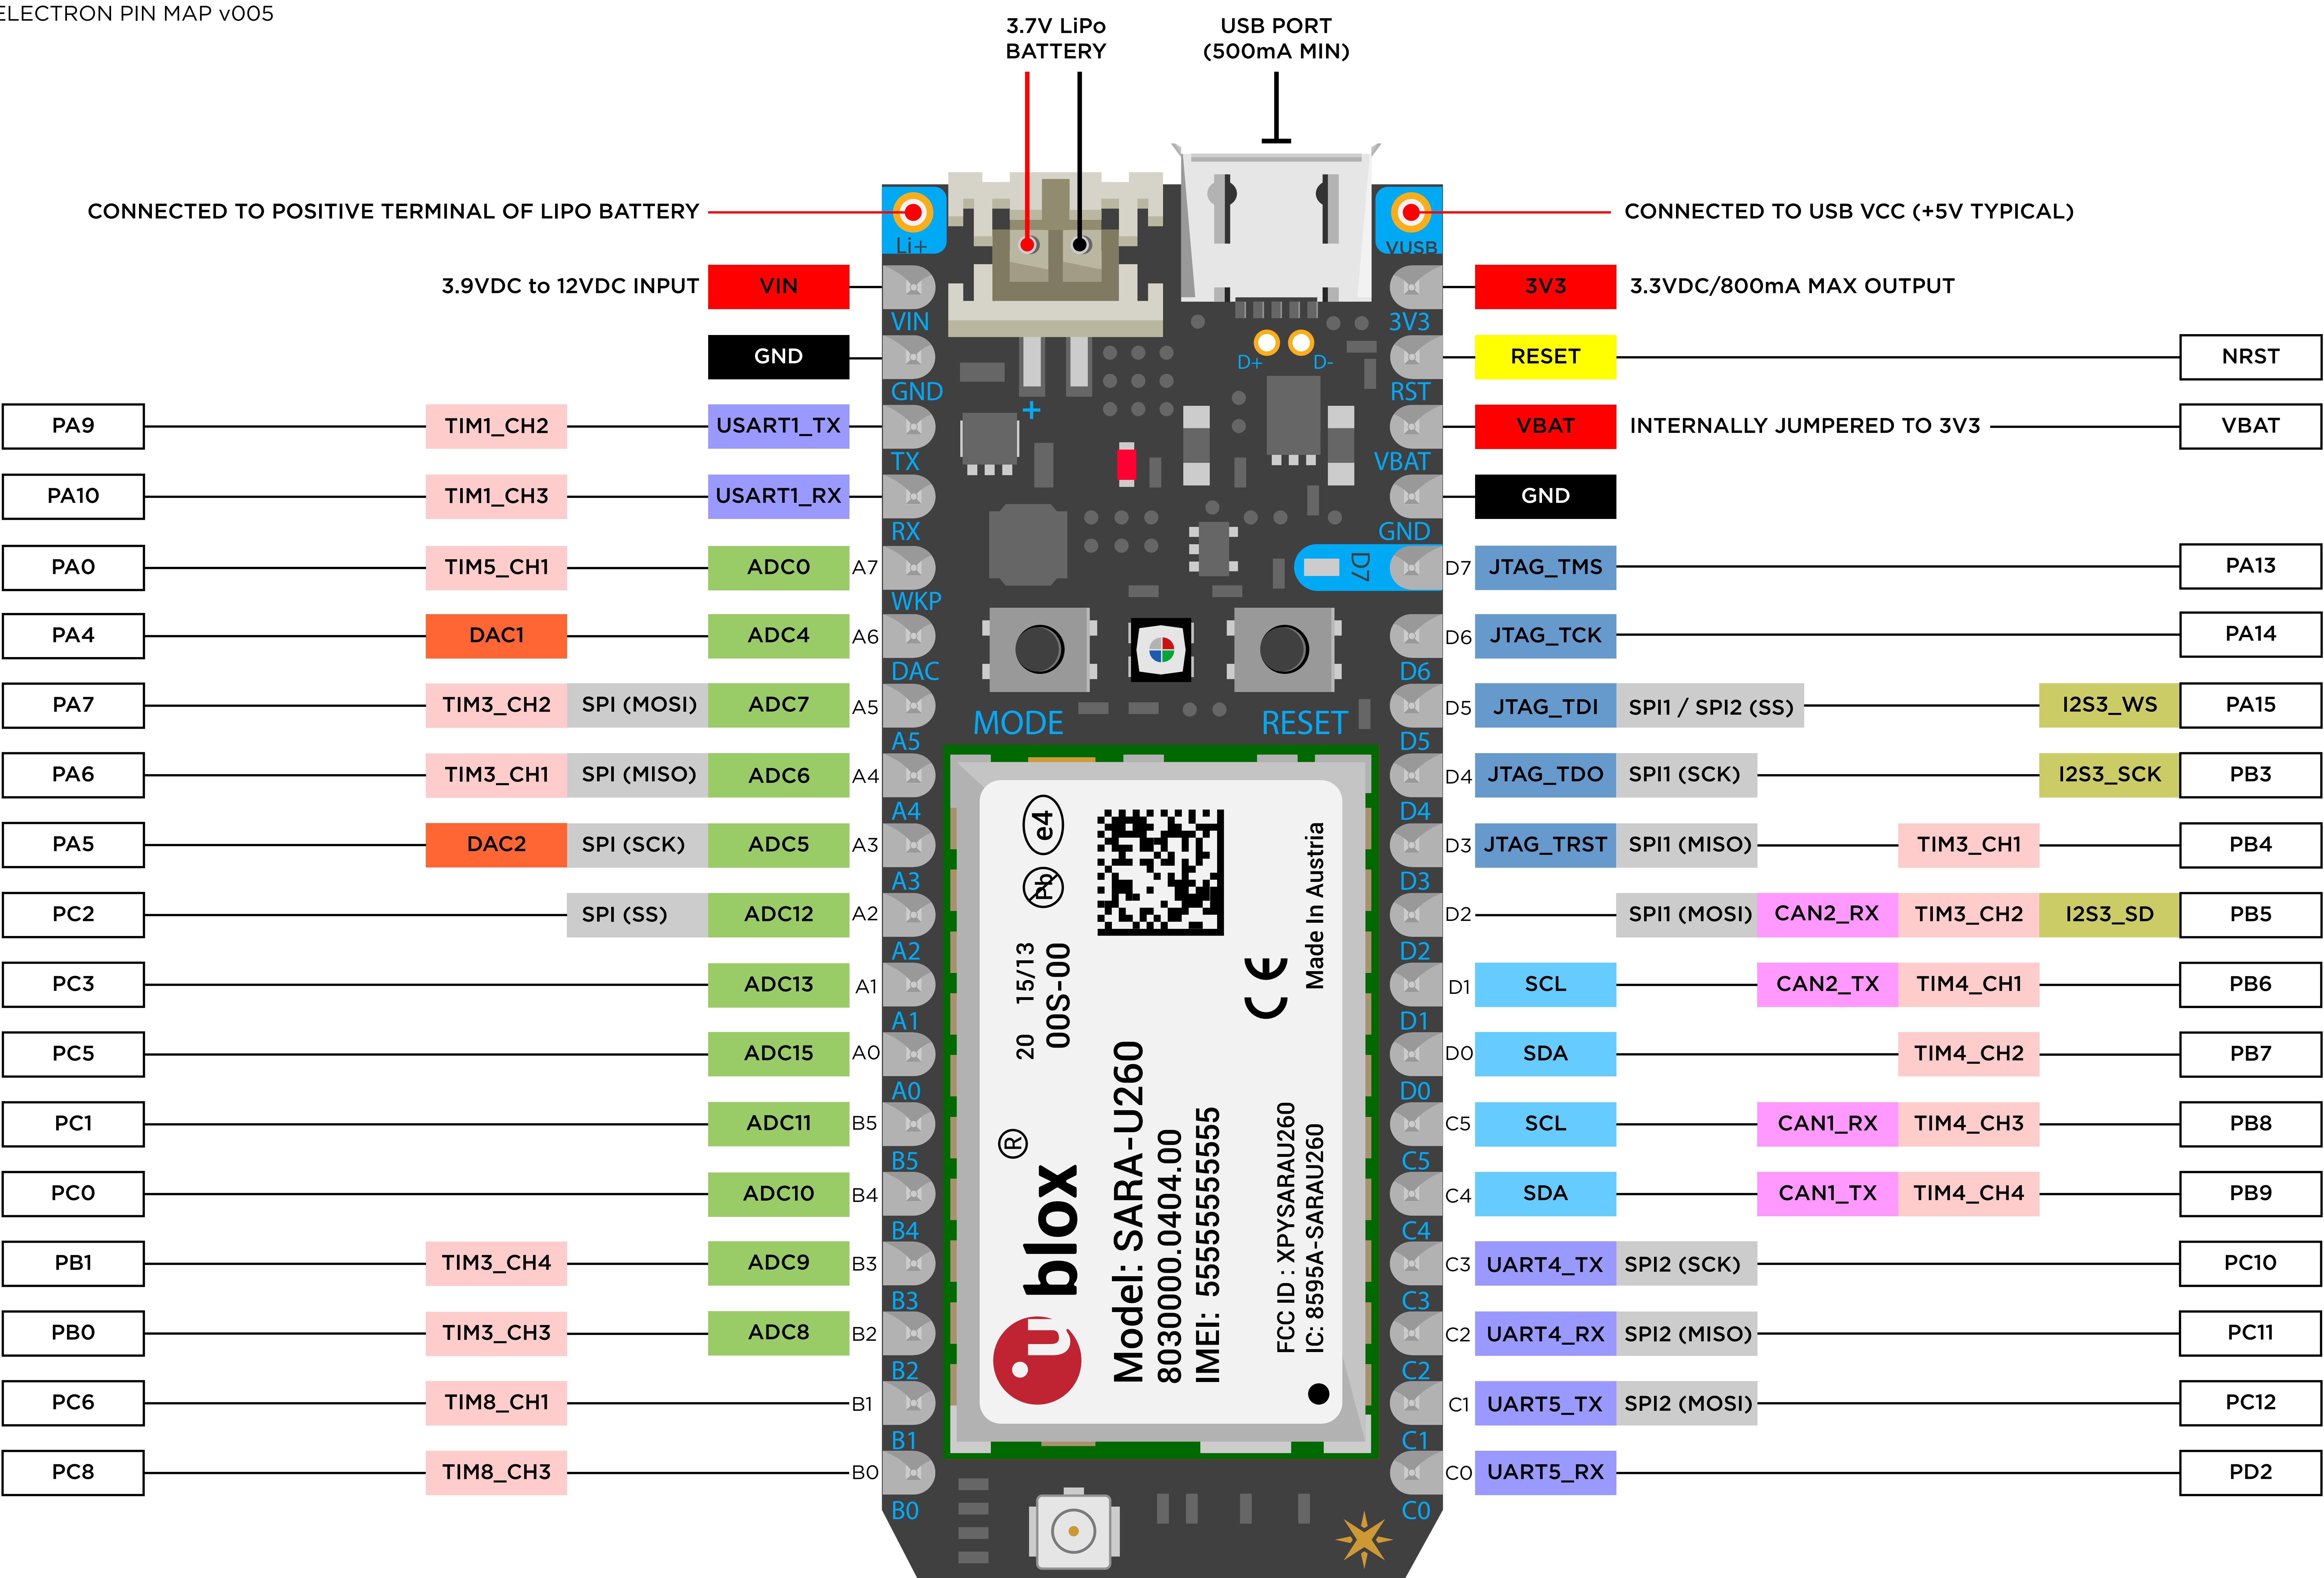 ELECTRON PIN MAP v005
3.7V LiPo
BATTERY
USB PORT
(500mA MIN)
CONNECTED TO POSITIVE TERMINAL OF LIPO BATTERY
Li+
VUSB
CONNECTED TO USB VCC (+5V TYPICAL)
3.9VDC to 12VDC INPUT VIN
VIN
3V3
3V3 3.3VDC/800mA MAX OUTPUT
GND
GND
D+ D-
RST
RESET NRST
PA9 TIM1_CH2 USART1_TX
TX
+
VBAT
VBAT INTERNALLY JUMPERED TO 3V3 VBAT
PA10 TIM1_CH3 USART1_RX
RX
GND
GND
PA0 TIM5_CH1 ADC0 A7
WKP
D7
D7 JTAG_TMS PA13
PA4 DAC1 ADC4 A6
DAC
D6
D6 JTAG_TCK PA14
MODE RESET
PA7 TIM3_CH2 SPI (MOSI) ADC7 A5
A5
D5
D5 JTAG_TDI SPI1 / SPI2 (SS) I2S3_WS PA15
PA6 TIM3_CH1 SPI (MISO) ADC6 A4
A4
D4
D4 JTAG_TDO SPI1 (SCK) I2S3_SCK PB3
PA5 DAC2 SPI (SCK) ADC5 A3
A3
D3
D3 JTAG_TRST SPI1 (MISO) TIM3_CH1 PB4
PC2 SPI (SS) ADC12 A2
A2
D2
D2 SPI1 (MOSI) CAN2_RX TIM3_CH2 I2S3_SD PB5
PC3 ADC13 A1
A1
D1
D1 SCL CAN2_TX TIM4_CH1 PB6
PC5 ADC15 A0
A0
D0
D0 SDA TIM4_CH2 PB7
PC1 ADC11 B5
B5
C5
C5 SCL CAN1_RX TIM4_CH3 PB8
PC0 ADC10 B4
B4
C4
C4 SDA CAN1_TX TIM4_CH4 PB9
PB1 TIM3_CH4 ADC9 B3
B3
C3
C3 UART4_TX SPI2 (SCK) PC10
PB0 TIM3_CH3 ADC8 B2
B2
C2
C2 UART4_RX SPI2 (MISO) PC11
PC6 TIM8_CH1 B1
B1
C1
C1 UART5_TX SPI2 (MOSI) PC12
PC8 TIM8_CH3 B0
B0
C0
C0 UART5_RX PD2
u blox ®
Pb e4
20 15/13
00S-00
Model: SARA-U260
8030000.0404.00
IMEI: 555555555555555
CE
FCC ID : XPYSARAU260
IC: 8595A-SARAU260
Made In Austria